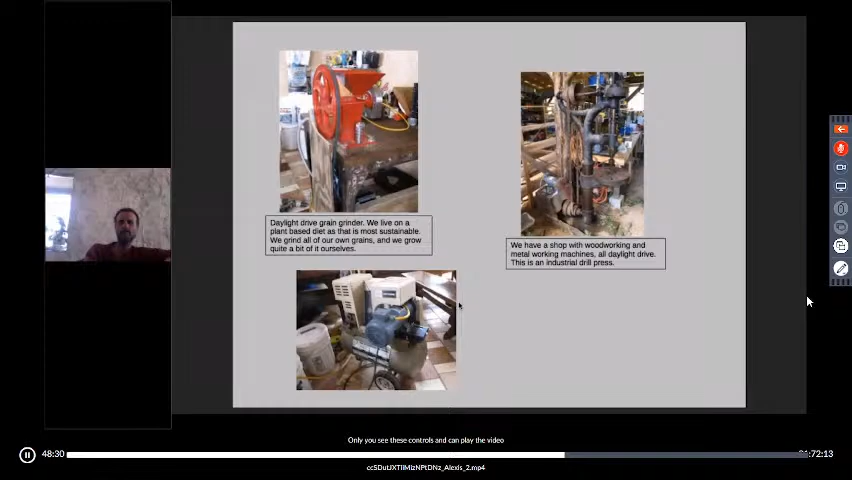 Daylight drive grain grinder. We live on a
plant based diet as that is most sustainable.
We grind all of our own grains, and we grow
quite a bit of it ourselves.
We have a shop with woodworking and
metal working machines, all daylight drive.
This is an industrial drill press.
Only you see these controls and can play the video
48:30